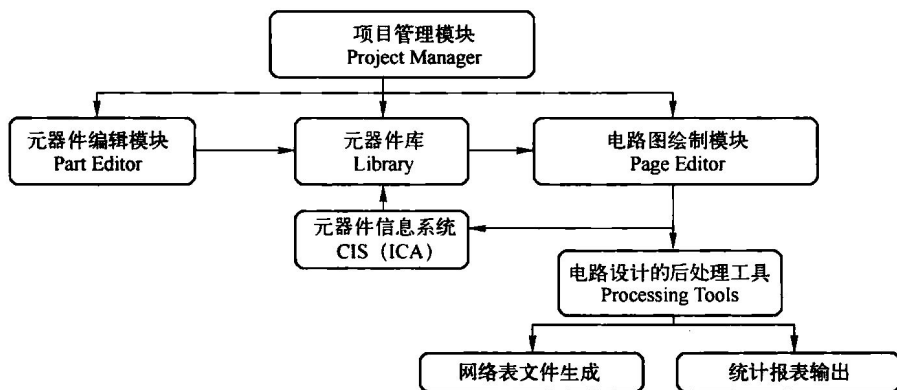 项目管理模块
Project Manager
元器件编辑模块
Part Editor
元器件库
Library
电路图绘制模块
Page Editor
元器件信息系统
CIS（ICA）
电路设计的后处理工具
Processing Tools
网络表文件生成
统计报表输出